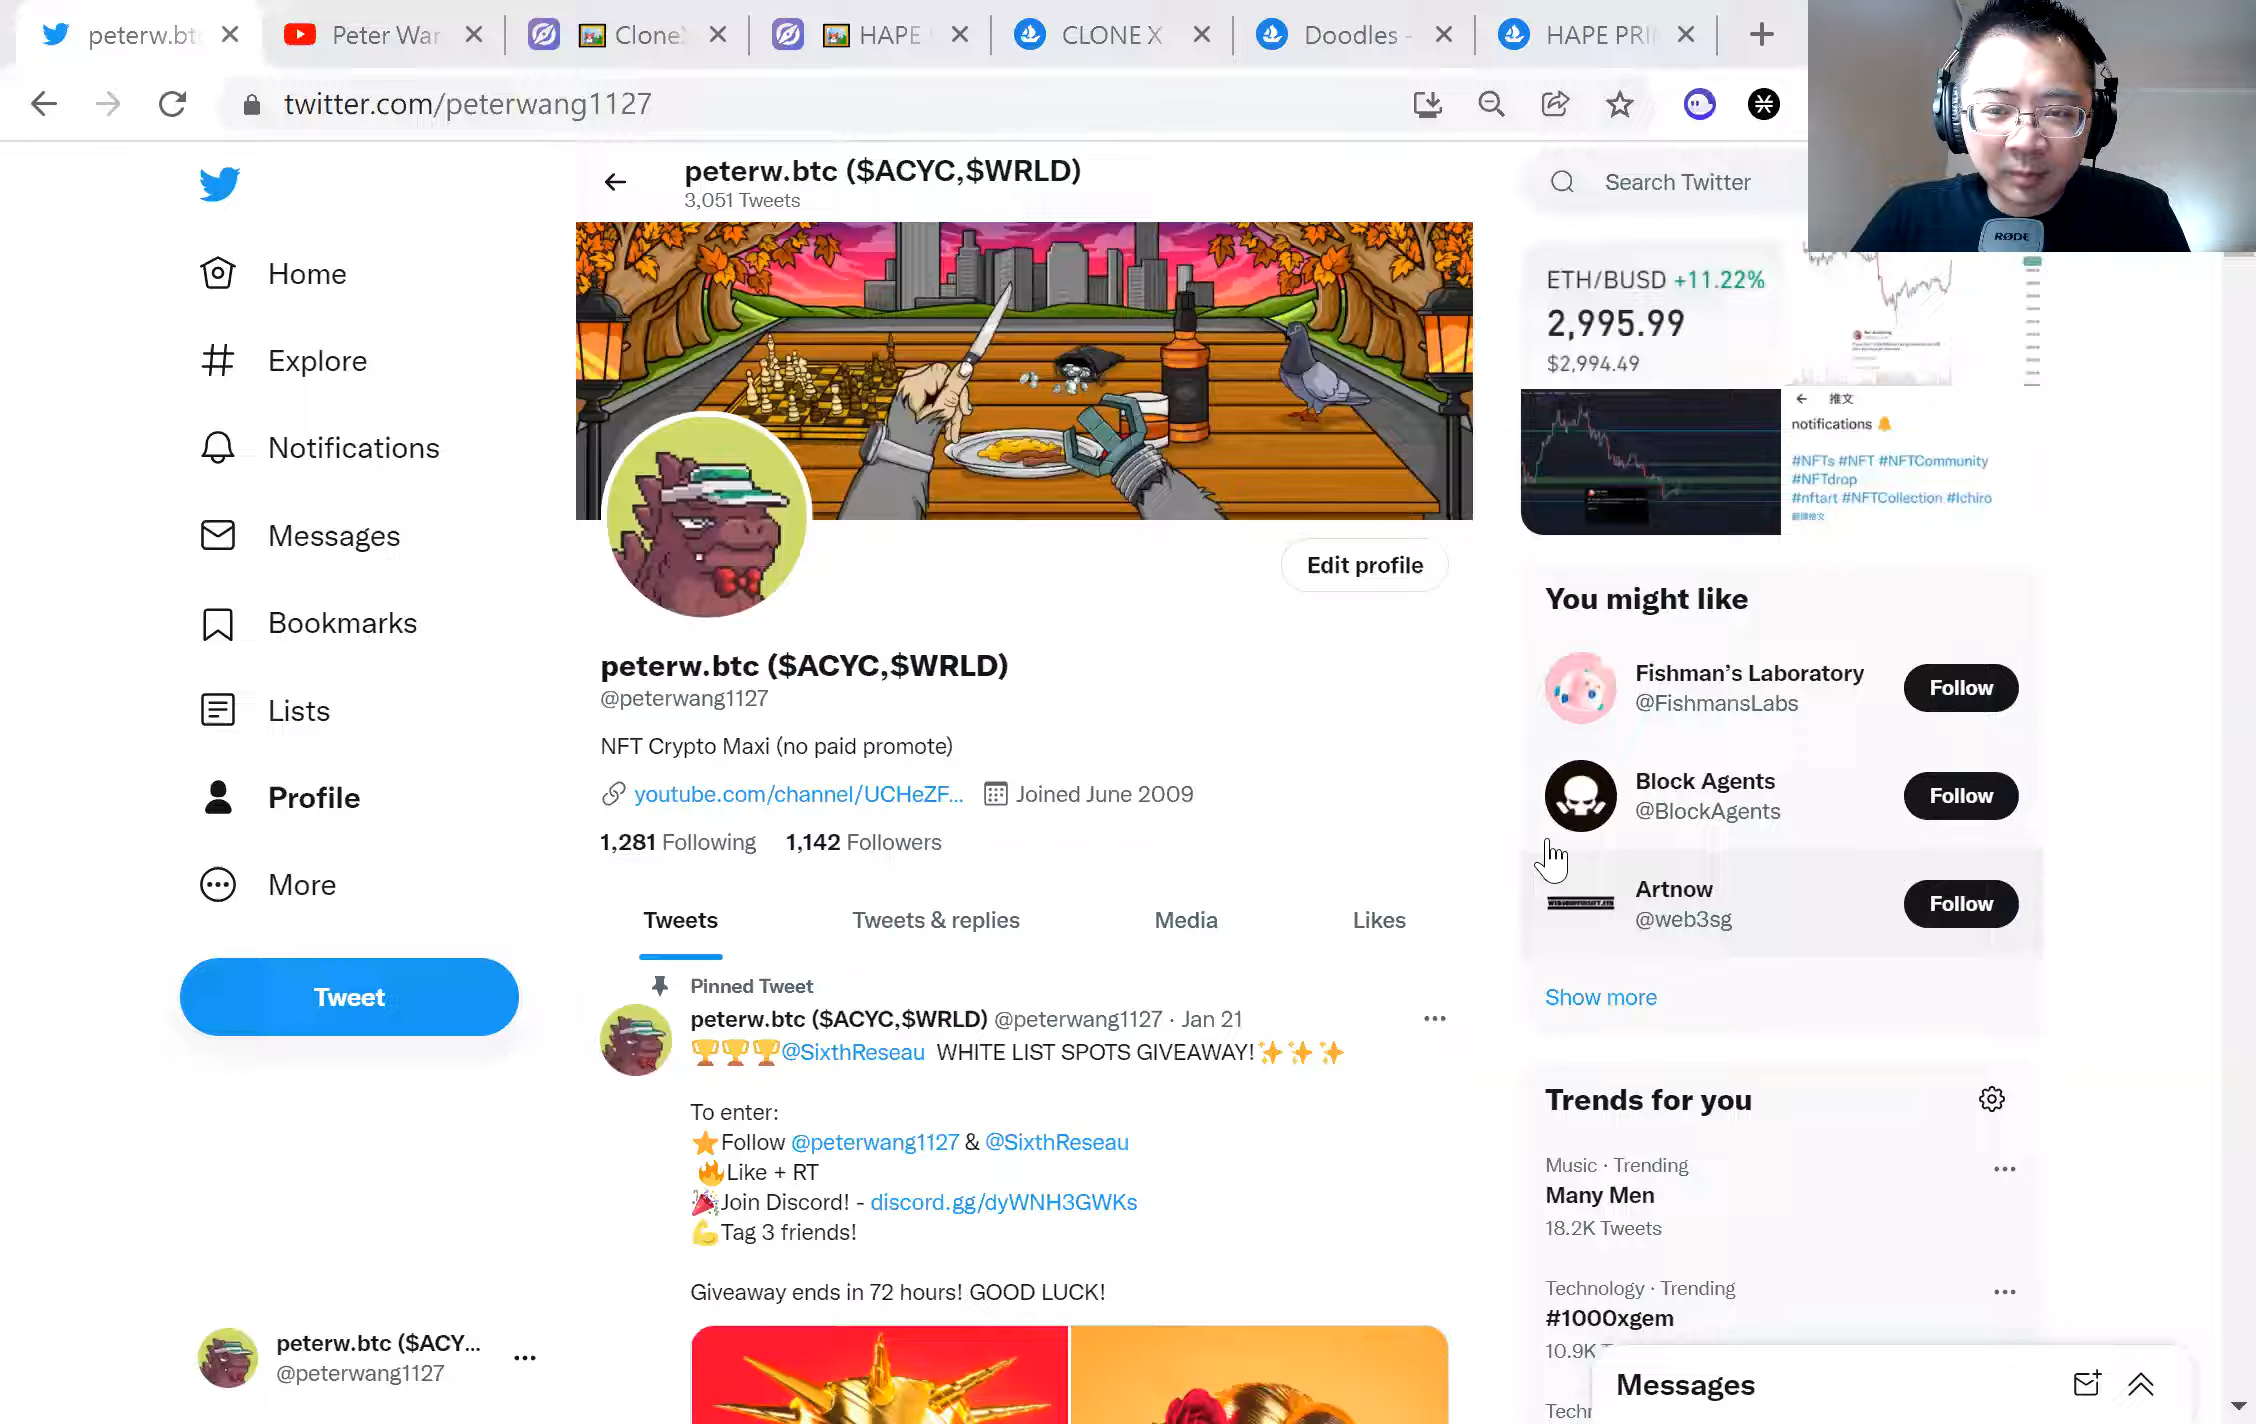 peterw.bt
Peter War
Clone
HAPE
CLONE X
Doodles -
HAPE PRI
twitter.com/peterwang1127
RØDE
peterw.btc ($ACYC,$WRLD)
3,051 Tweets
Search Twitter
Home
Explore
Notifications
Messages
Bookmarks
Lists
Profile
More
Tweet
peterw.btc ($ACY...
@peterwang1127
Edit profile
peterw.btc ($ACYC,$WRLD)
@peterwang1127
NFT Crypto Maxi (no paid promote)
youtube.com/channel/UCHeZF... Joined June 2009
1,281 Following 1,142 Followers
Tweets Tweets & replies Media Likes
Pinned Tweet
peterw.btc ($ACYC,$WRLD) @peterwang1127 · Jan 21
🏆🏆🏆@SixthReseau WHITE LIST SPOTS GIVEAWAY!✨✨✨
To enter:
⭐Follow @peterwang1127 & @SixthReseau
🔥Like + RT
🎉Join Discord! - discord.gg/dyWNH3GWKs
💪Tag 3 friends!
Giveaway ends in 72 hours! GOOD LUCK!
ETH/BUSD +11.22%
2,995.99
$2,994.49
推文
notifications 🔔
#NFTs #NFT #NFTCommunity
#NFTdrop
#nftart #NFTCollection #Ichiro
You might like
Fishman’s Laboratory
@FishmansLabs
Follow
Block Agents
@BlockAgents
Follow
Artnow
@web3sg
Follow
Show more
Trends for you
Music · Trending
Many Men
18.2K Tweets
Technology · Trending
#1000xgem
10.9K T
Techn
Messages